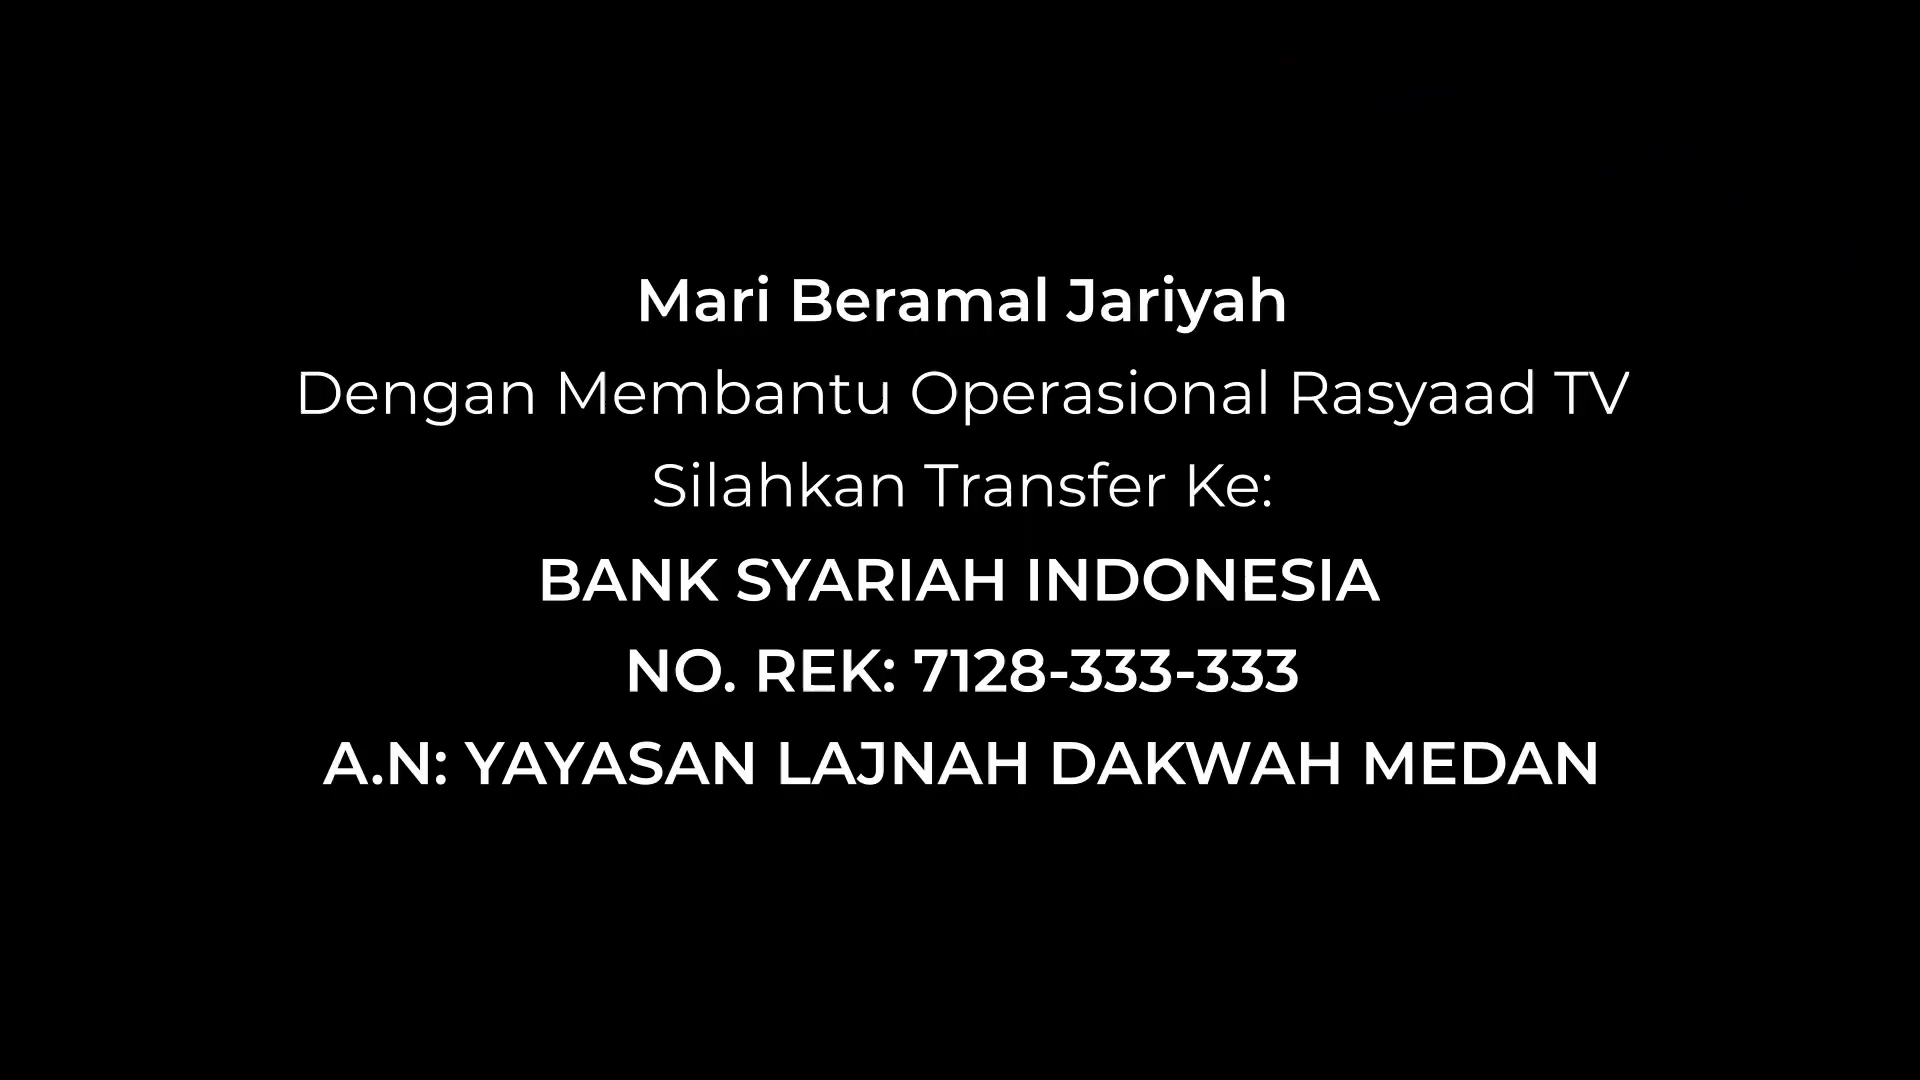 Mari Beramal Jariyah
Dengan Membantu Operasional Rasyaad TV
Silahkan Transfer Ke:
BANK SYARIAH INDONESIA
NO. REK: 7128-333-333
A.N: YAYASAN LAJNAH DAKWAH MEDAN